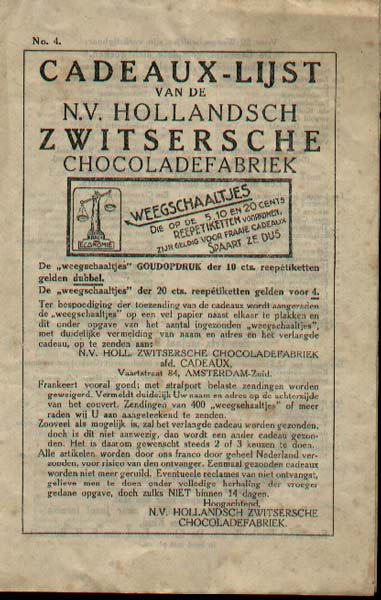 No. 4.
CADEAUX-LIJST
VAN DE
N.V. HOLLANDSCH
ZWITSERSCHE
CHOCOLADEFABRIEK
ECONOMIE
WEEGSCHAALTJES
DIE OP DE 5, 10 EN 20 CENTS
REEPETIKETTEN VOORKOMEN,
ZIJN GELDIG VOOR FRAAIE CADEAUX
SPAART ZE DUS
De „weegschaaltjes" GOUDOPDRUK der 10 cts. reepétiketten
gelden dubbel.
De „weegschaaltjes" der 20 cts. reepétiketten gelden voor 4.
Ter bespoediging der toezending van de cadeaux wordt aangeraden
de „weegschaaltjes" op een vel papier naast elkaar te plakken en
dit onder opgave van het aantal ingezonden „weegschaaltjes",
met duidelijke vermelding van naam en adres en het verlangde
cadeau, op te zenden aan:
N.V. HOLL. ZWITSERSCHE CHOCOLADEFABRIEK
afd. CADEAUX,
Vaartstraat 84, AMSTERDAM-Zuid.
Frankeert vooral goed; met strafport belaste zendingen worden
geweigerd. Vermeldt duidelijk Uw naam en adres op de achterzijde
van het couvert. Zendingen van 400 „weegschaaltjes" of meer
raden wij U aan aangeteekend te zenden.
Zooveel als mogelijk is, zal het verlangde cadeau worden gezonden,
doch is dit niet aanwezig, dan wordt een ander cadeau gezon-
den. Het is daarom gewenscht steeds 2 of 3 keuzen te doen.
Alle artikelen worden door ons franco door geheel Nederland ver-
zonden, voor risico van den ontvanger. Eenmaal gezonden cadeaux
worden niet meer geruild. Eventueele reclames van niet ontvangst,
gelieve men te doen onder volledige herhaling der vroeger
gedane opgave, doch zulks NIET binnen 14 dagen.
Hoogachtend,
N.V. HOLLANDSCH ZWITSERSCHE
CHOCOLADEFABRIEK.